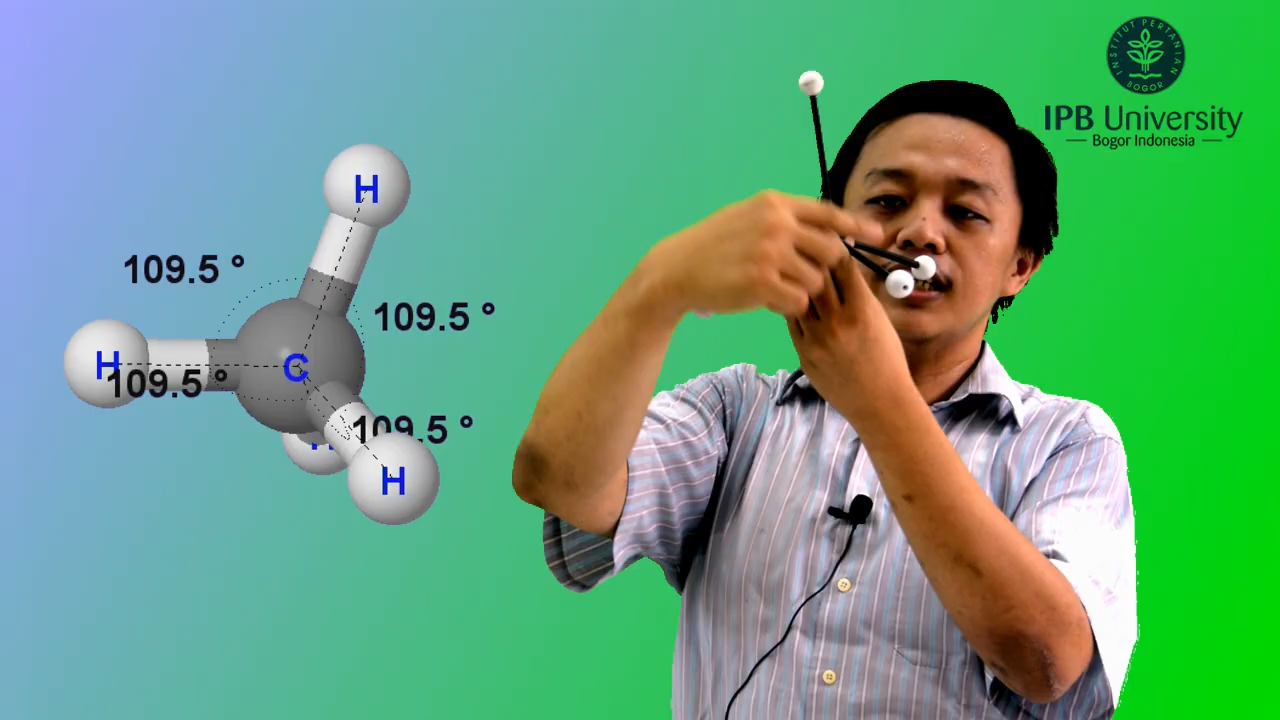 INSTITUT PERTANIAN BOGOR
IPB University
Bogor Indonesia
H
109.5 °
109.5 °
H
C
109.5 °
109.5 °
H
H